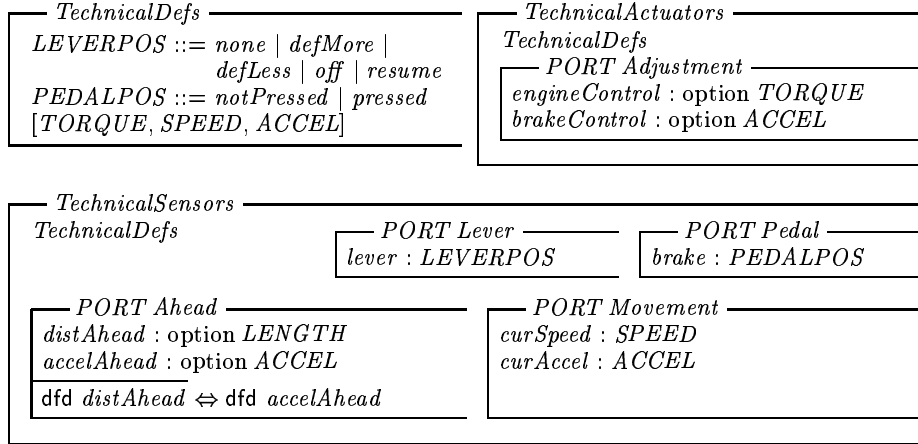 TechnicalDefs
LEVERPOS ::= none | defMore |
defLess | off | resume
PEDALPOS ::= notPressed | pressed
[TORQUE, SPEED, ACCEL]
TechnicalActuators
TechnicalDefs
PORT Adjustment
engineControl : option TORQUE
brakeControl : option ACCEL
TechnicalSensors
TechnicalDefs
PORT Lever
lever : LEVERPOS
PORT Pedal
brake : PEDALPOS
PORT Ahead
distAhead : option LENGTH
accelAhead : option ACCEL
dfd distAhead ⇔ dfd accelAhead
PORT Movement
curSpeed : SPEED
curAccel : ACCEL